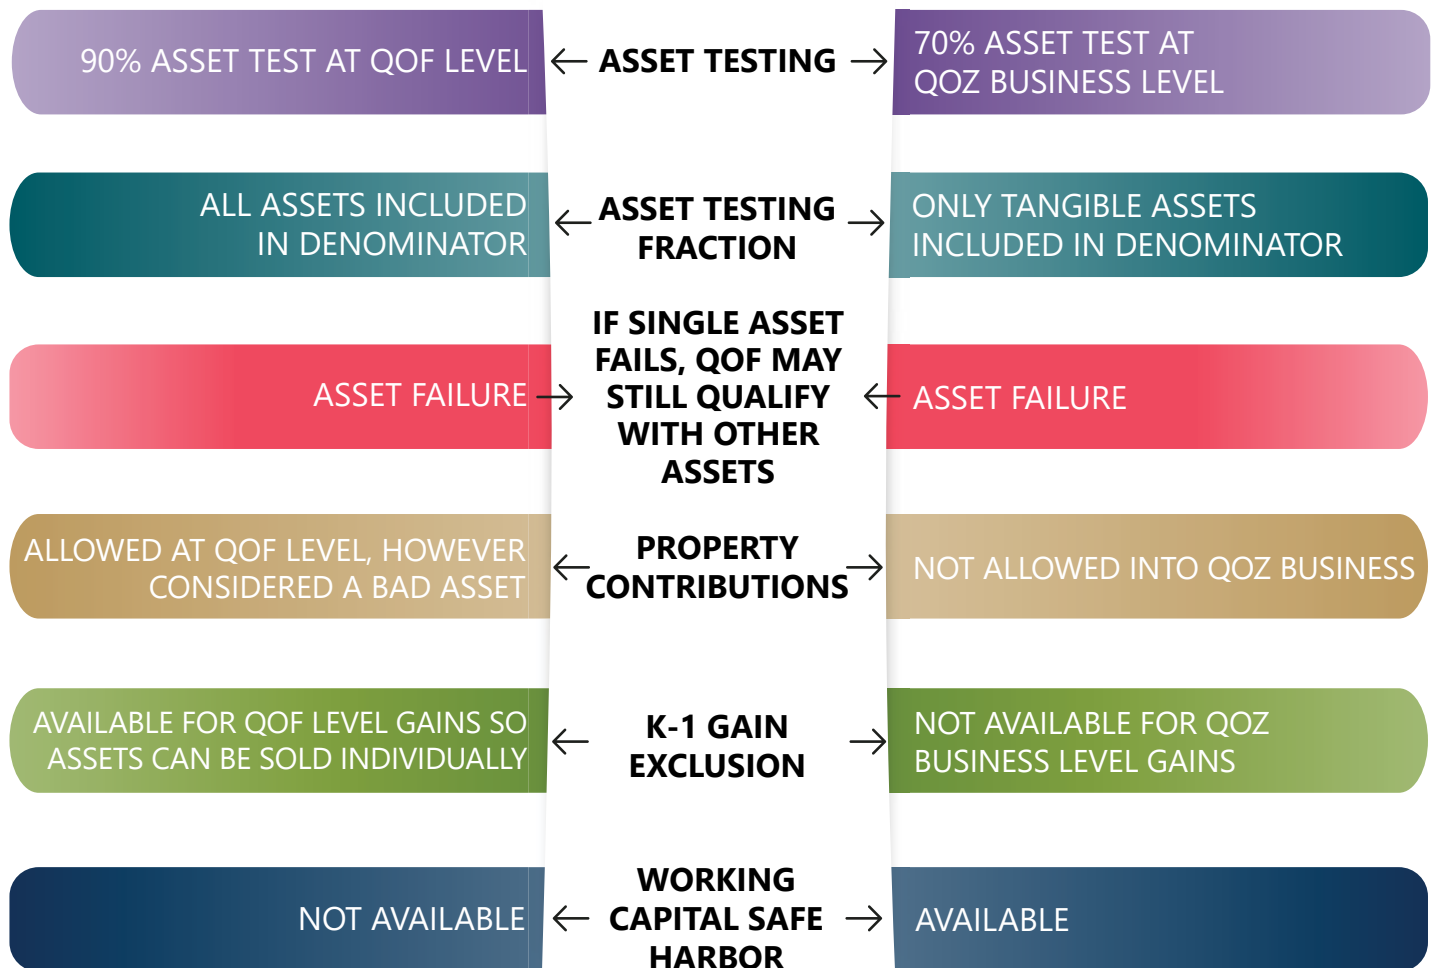 90% ASSET TEST AT QOF LEVEL
ASSET TESTING
70% ASSET TEST AT
QOZ BUSINESS LEVEL
ALL ASSETS INCLUDED
IN DENOMINATOR
ASSET TESTING
FRACTION
ONLY TANGIBLE ASSETS
INCLUDED IN DENOMINATOR
ASSET FAILURE
IF SINGLE ASSET
FAILS, QOF MAY
STILL QUALIFY
WITH OTHER
ASSETS
ASSET FAILURE
ALLOWED AT QOF LEVEL, HOWEVER
CONSIDERED A BAD ASSET
PROPERTY
CONTRIBUTIONS
NOT ALLOWED INTO QOZ BUSINESS
AVAILABLE FOR QOF LEVEL GAINS SO
ASSETS CAN BE SOLD INDIVIDUALLY
K-1 GAIN
EXCLUSION
NOT AVAILABLE FOR QOZ
BUSINESS LEVEL GAINS
NOT AVAILABLE
WORKING
CAPITAL SAFE
HARBOR
AVAILABLE